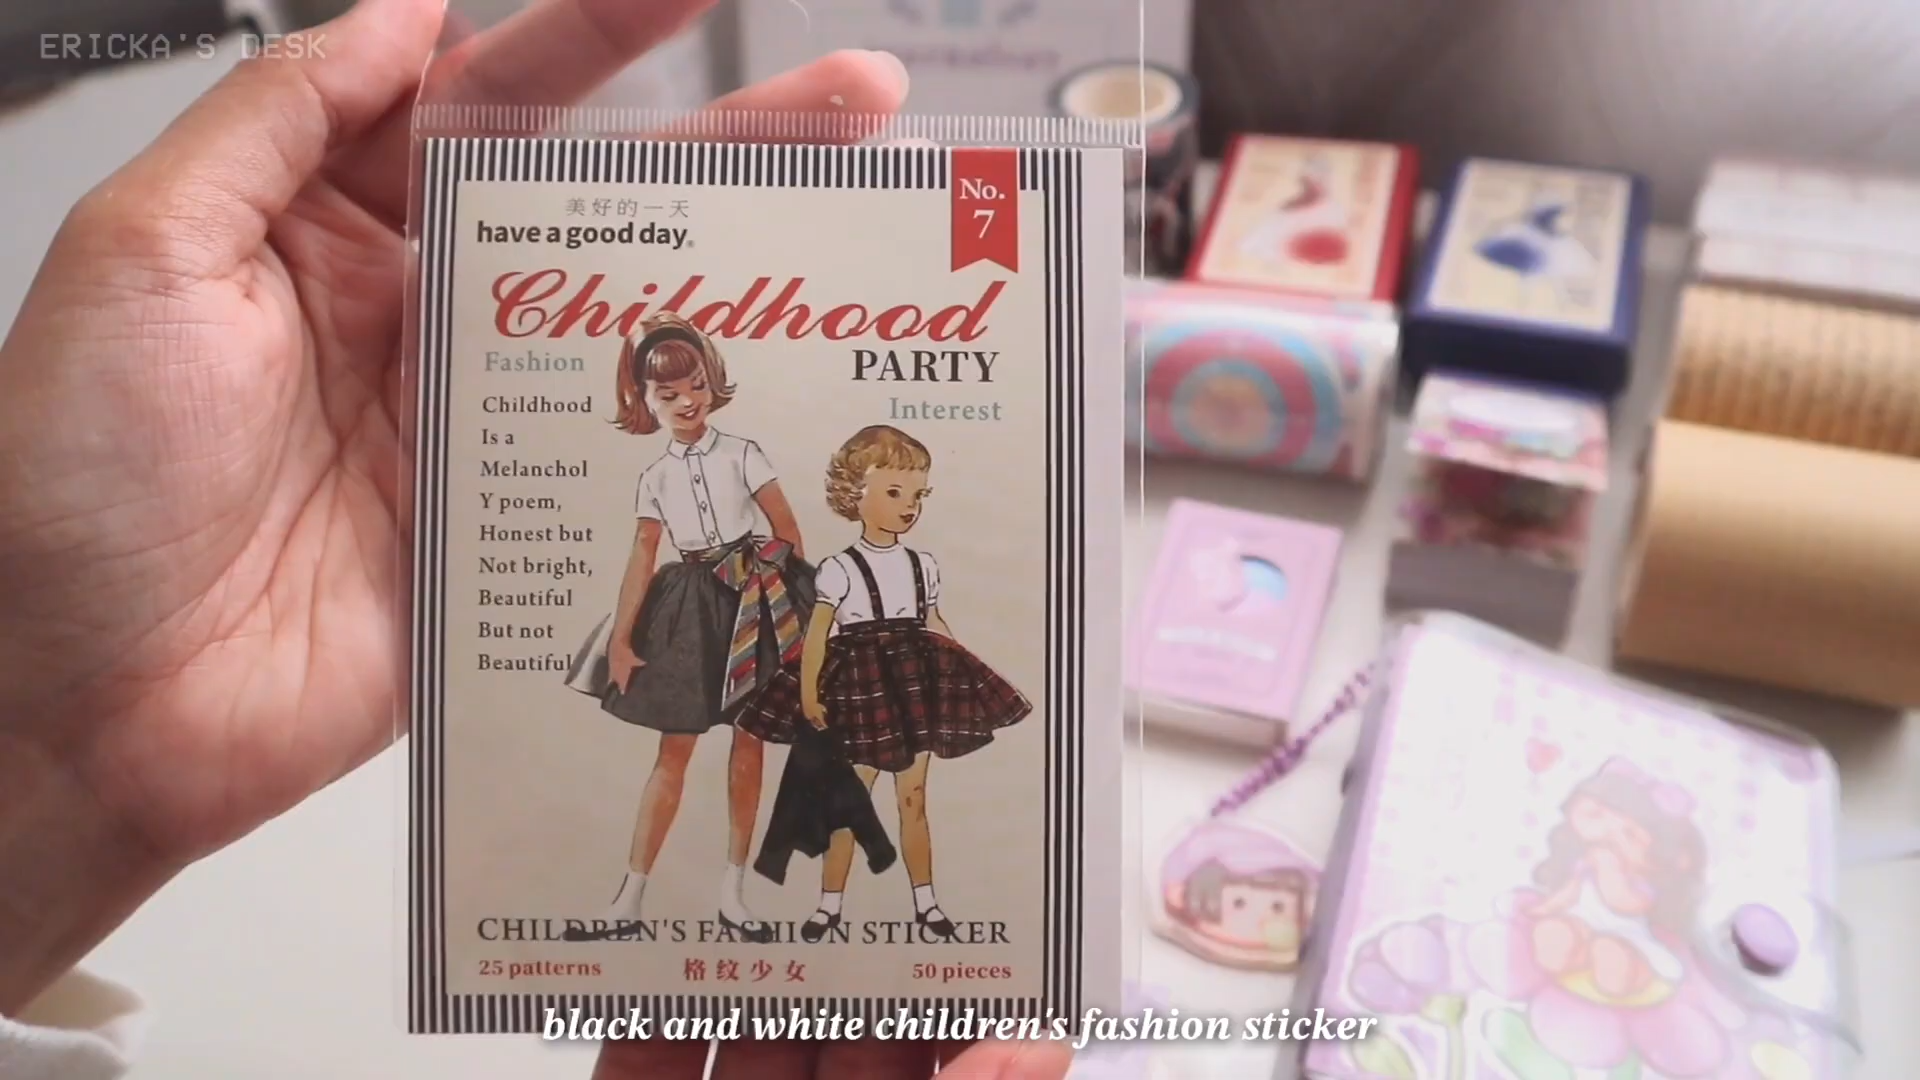 ERICKA'S DESK
美好的一天
have a good day
No.
7
Childhood
Fashion
PARTY
Interest
Childhood
Is a
Melanchol
Y poem,
Honest but
Not bright,
Beautiful
But not
Beautiful
CHILDREN'S FASHION STICKER
25 patterns
格纹少女
50 pieces
black and white children's fashion sticker